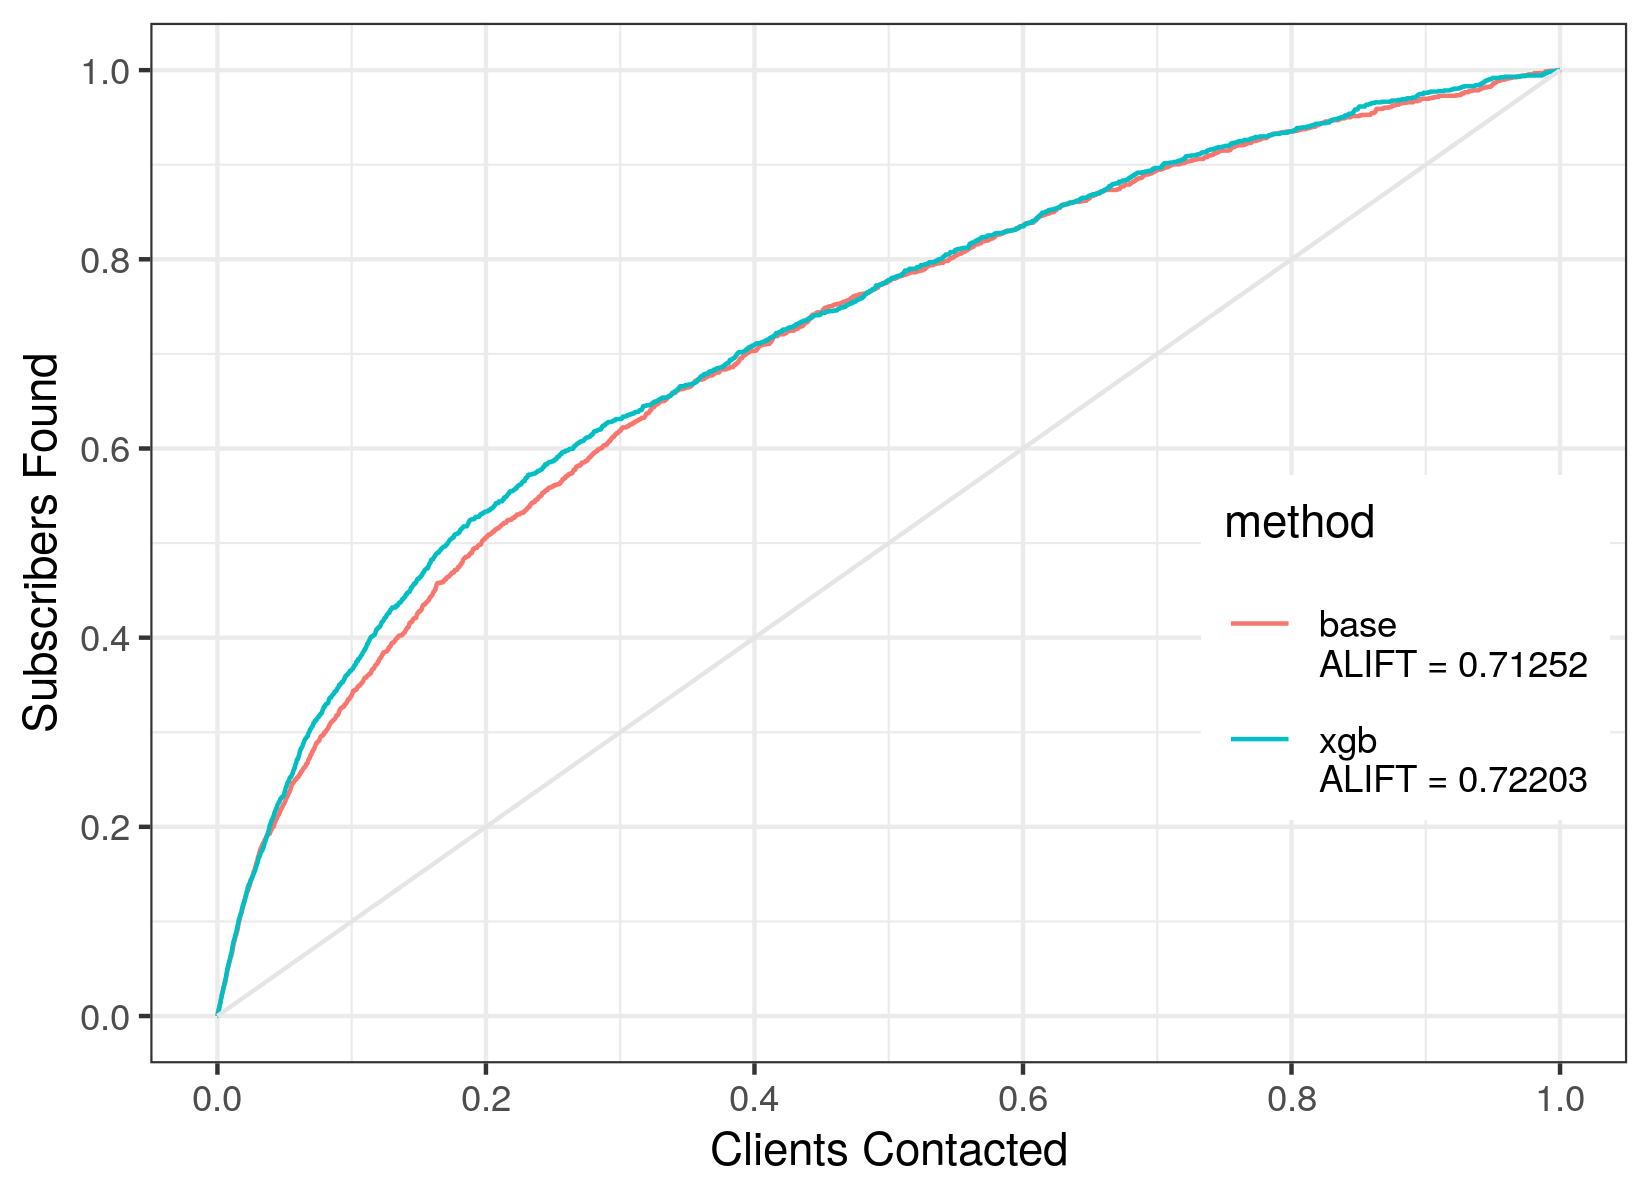 1.0
0.8
0.6
0.4
0.2
0.0
Subscribers Found
method
base
ALIFT = 0.71252
xgb
ALIFT = 0.72203
0.0 0.2 0.4 0.6 0.8 1.0
Clients Contacted